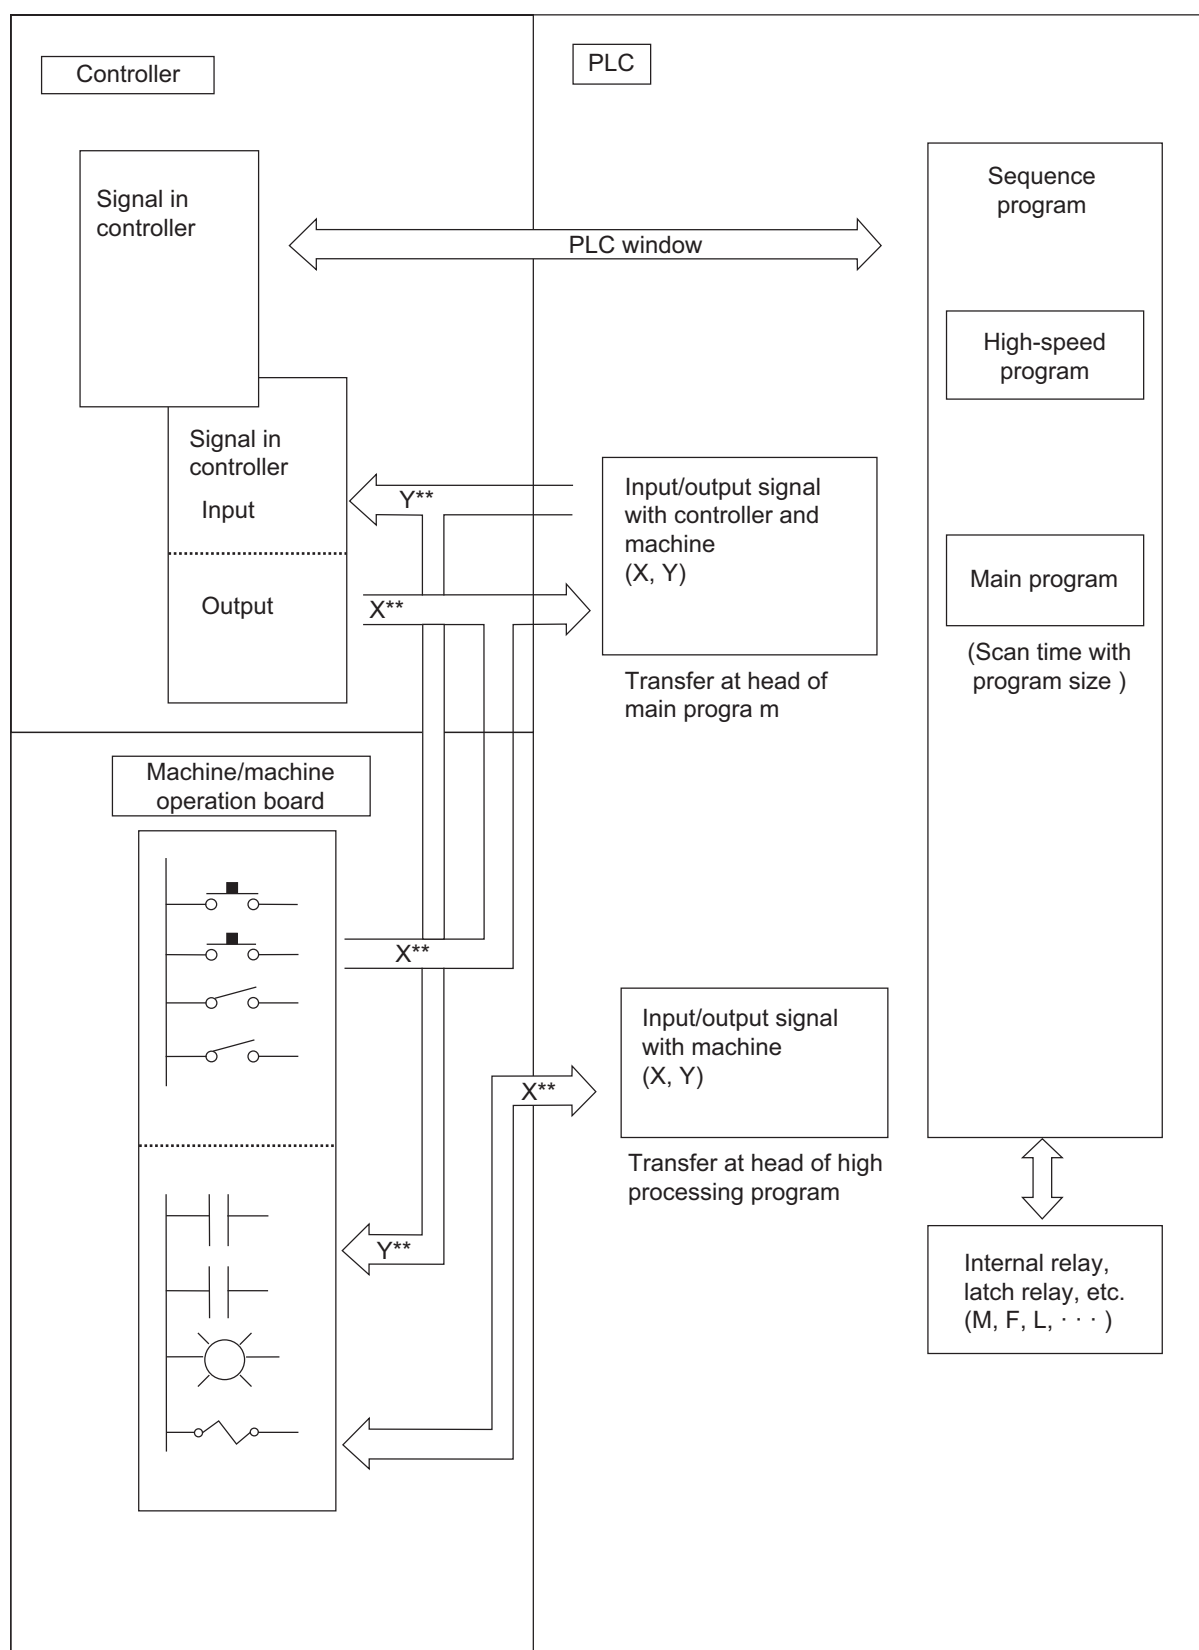 Controller
PLC
Signal in
controller
PLC window
Sequence
program
High-speed
program
Signal in
controller
Input
Output
Y**
X**
Input/output signal
with controller and
machine
(X, Y)
Transfer at head of
main progra m
Main program
(Scan time with
program size )
Machine/machine
operation board
X**
Input/output signal
with machine
(X, Y)
X**
Transfer at head of high
processing program
Y**
Internal relay,
latch relay, etc.
(M, F, L, · · · )